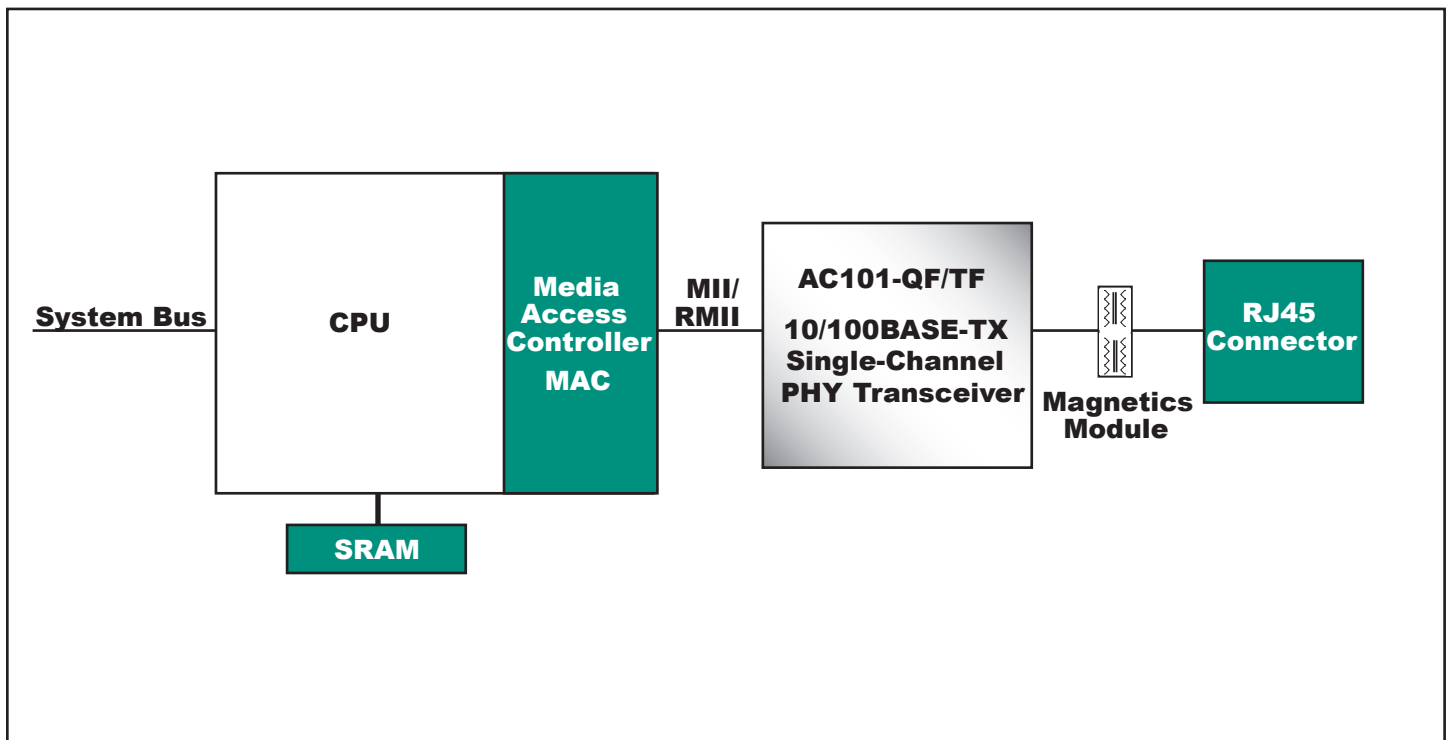 System Bus
CPU
Media
Access
Controller
MAC
SRAM
MII/
RMII
AC101-QF/TF
10/100BASE-TX
Single-Channel
PHY Transceiver
Magnetics
Module
RJ45
Connector